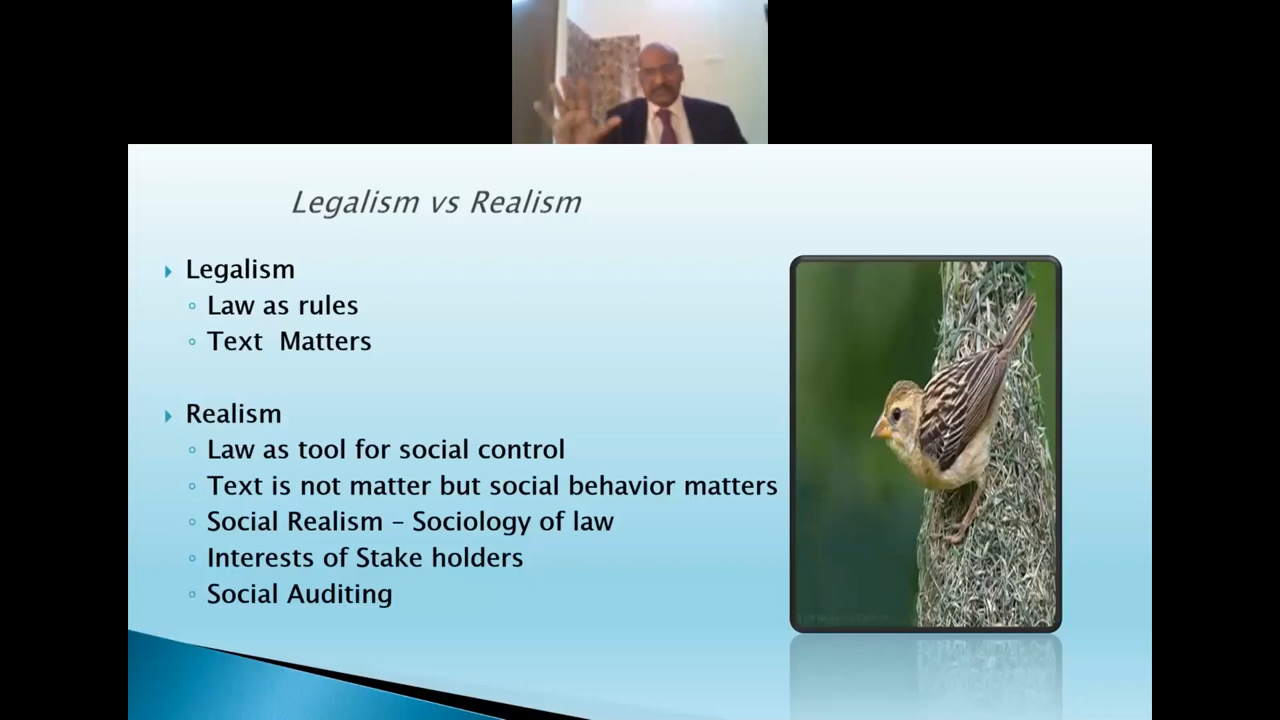 Legalism vs Realism
Legalism
Law as rules
Text Matters
Realism
Law as tool for social control
Text is not matter but social behavior matters
Social Realism – Sociology of law
Interests of Stake holders
Social Auditing